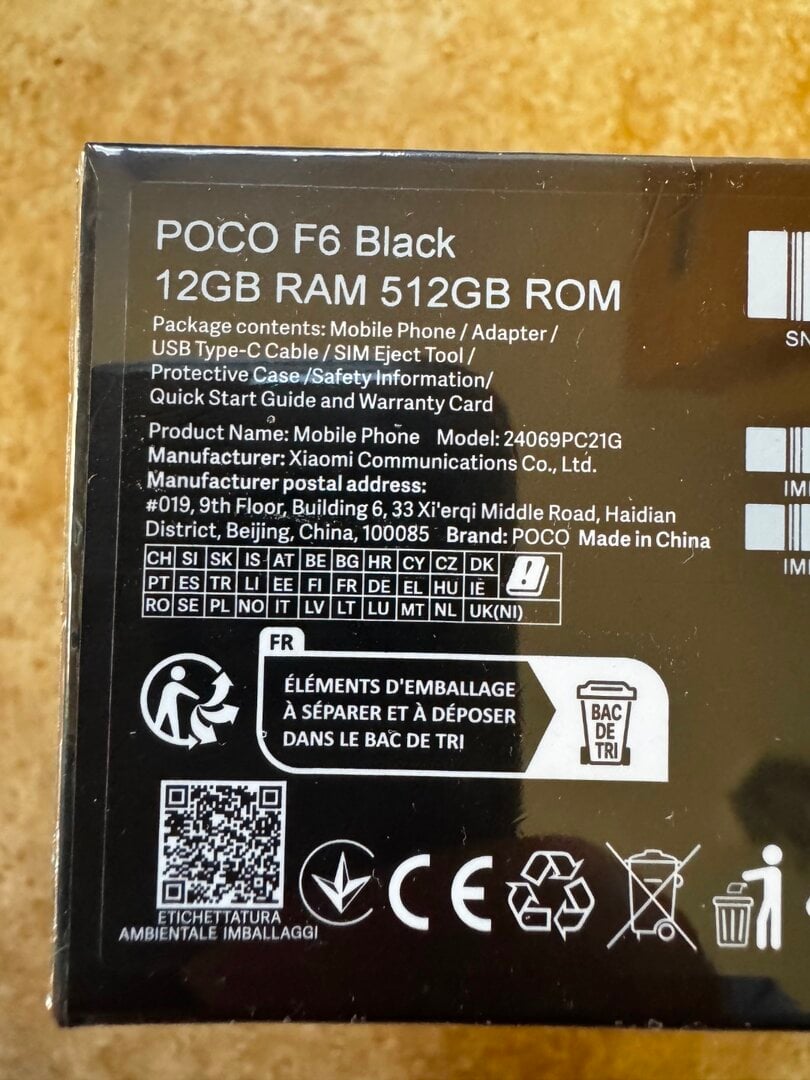 POCO F6 Black
12GB RAM 512GB ROM
Package contents: Mobile Phone / Adapter /
USB Type-C Cable / SIM Eject Tool /
Protective Case /Safety Information/
Quick Start Guide and Warranty Card
Product Name: Mobile Phone Model: 24069PC21G
Manufacturer: Xiaomi Communications Co., Ltd.
Manufacturer postal address:
#019, 9th Floor, Building 6, 33 Xi'erqi Middle Road, Haidian
District, Beijing, China, 100085 Brand: POCO Made in China
CH SI SK IS AT BE BG HR CY CZ DK
PT ES TR LI EE FI FR DE EL HU IE
RO SE PL NO IT LV LT LU MT NL UK(NI)
FR
ÉLÉMENTS D'EMBALLAGE
À SÉPARER ET À DÉPOSER
DANS LE BAC DE TRI
BAC
DE
TRI
ETICHETTATURA
AMBIENTALE IMBALLAGGI
CE
SN